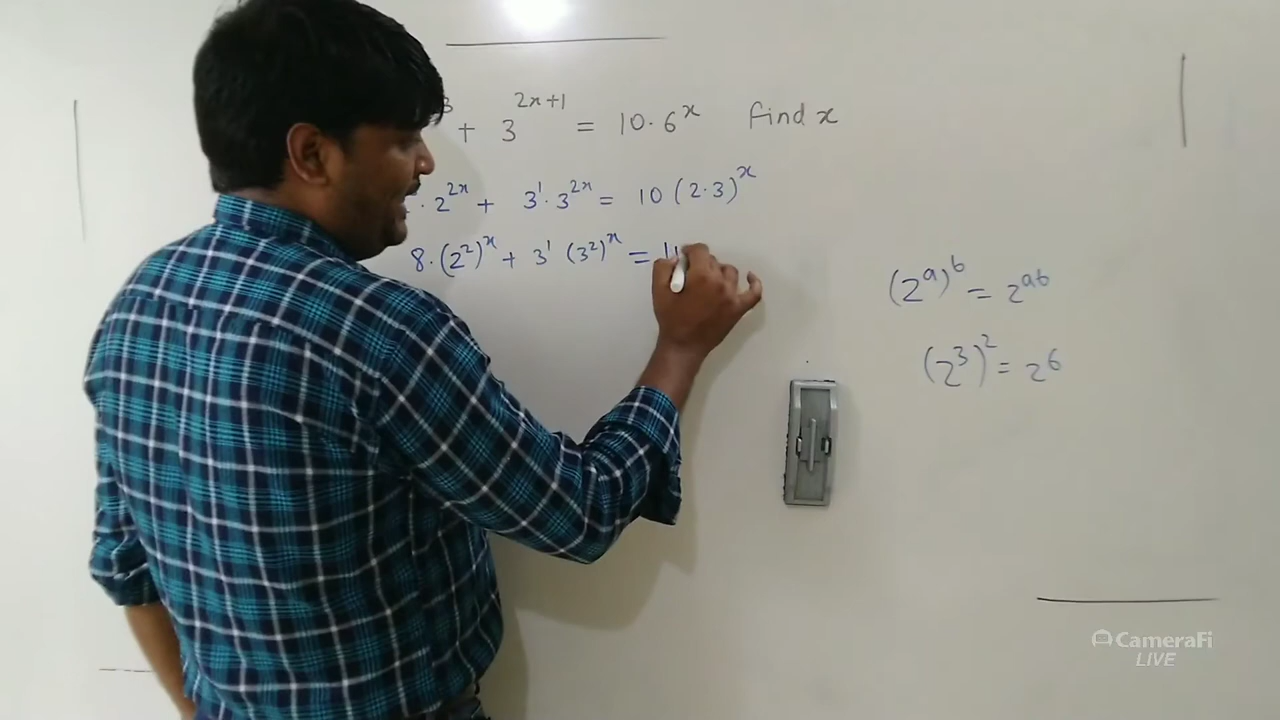 3 + 3^{2x+1} = 10·6^x find x
· 2^{2x} + 3^1 · 3^{2x} = 10 (2·3)^x
8·(2^2)^x + 3^1 (3^2)^x =
(2^a)^b = 2^{ab}
(2^3)^2 = 2^6
CameraFi
LIVE